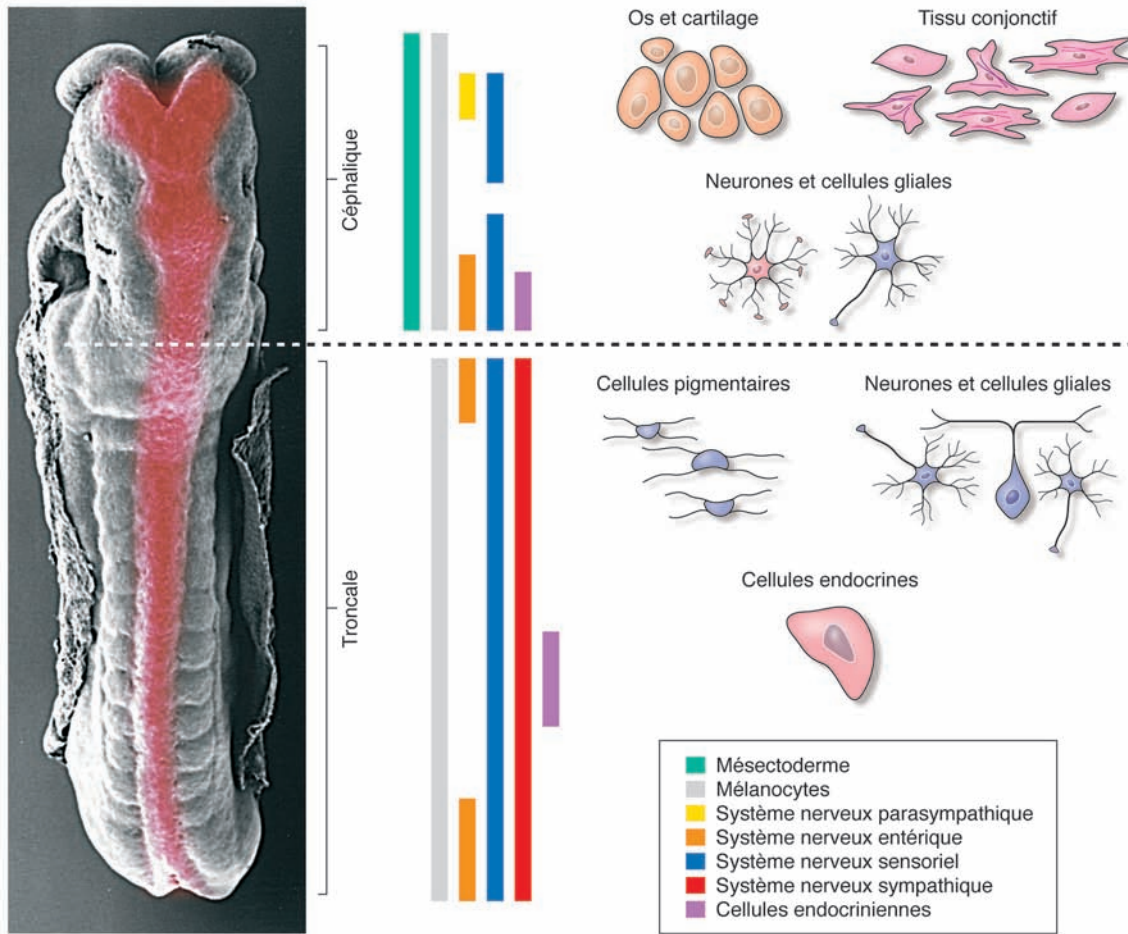 Os et cartilage
Tissu conjonctif
Céphalique
Neurones et cellules gliales
Cellules pigmentaires
Neurones et cellules gliales
Troncale
Cellules endocrines
Mésectoderme
Mélanocytes
Système nerveux parasympathique
Système nerveux entérique
Système nerveux sensoriel
Système nerveux sympathique
Cellules endocriniennes